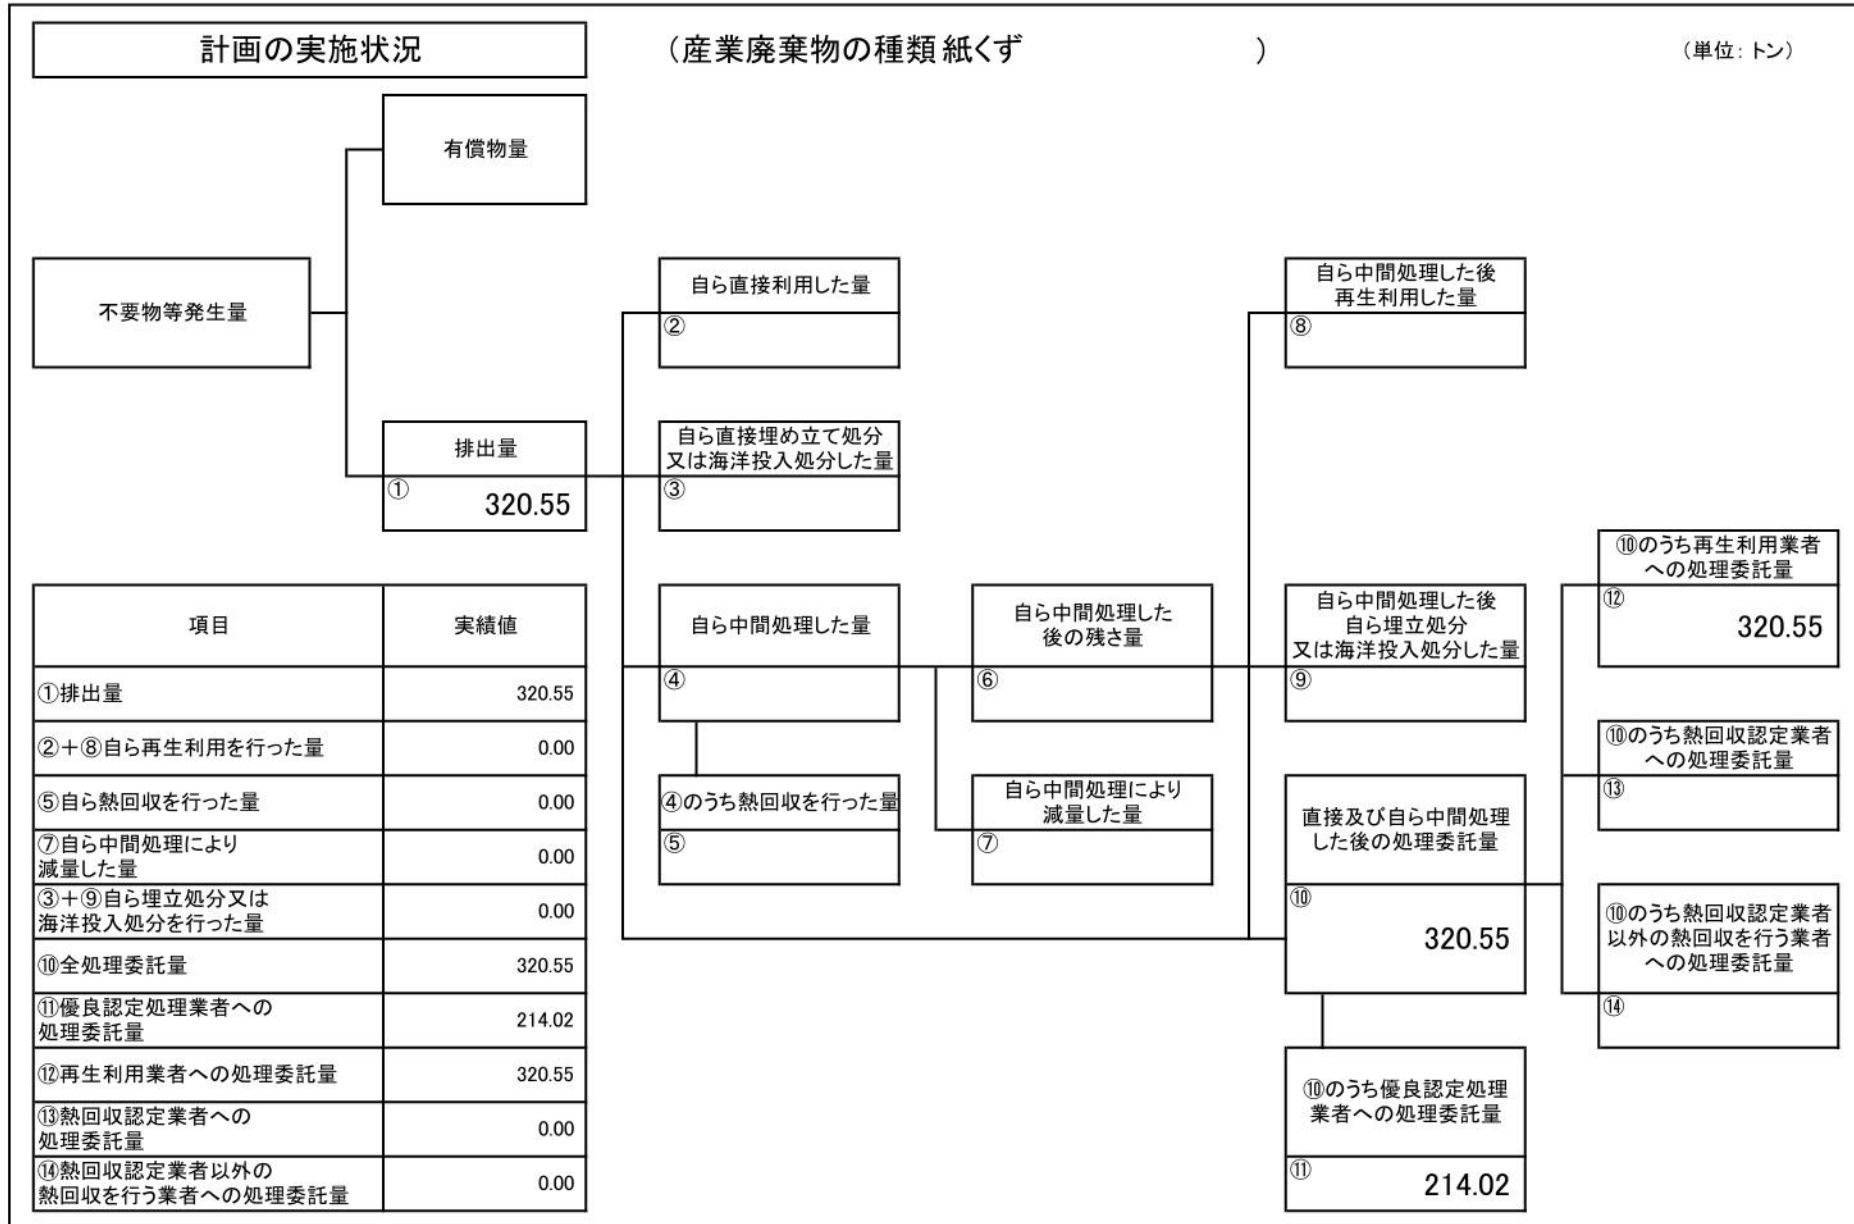 計画の実施状況
（産業廃棄物の種類 紙くず　　　　　　　　）
（単位：トン）
有償物量
不要物等発生量
自ら直接利用した量
②
自ら中間処理した後
再生利用した量
⑧
排出量
①
320.55
自ら直接埋め立て処分
又は海洋投入処分した量
③
⑩のうち再生利用業者
への処理委託量
⑫
320.55
自ら中間処理した量
④
自ら中間処理した
後の残さ量
⑥
自ら中間処理した後
自ら埋立処分
又は海洋投入処分した量
⑨
⑩のうち熱回収認定業者
への処理委託量
⑬
④のうち熱回収を行った量
⑤
自ら中間処理により
減量した量
⑦
直接及び自ら中間処理
した後の処理委託量
⑩
320.55
⑩のうち熱回収認定業者
以外の熱回収を行う業者
への処理委託量
⑭
⑩のうち優良認定処理
業者への処理委託量
⑪
214.02
項目 実績値
①排出量 320.55
②＋⑧自ら再生利用を行った量 0.00
⑤自ら熱回収を行った量 0.00
⑦自ら中間処理により
減量した量 0.00
③＋⑨自ら埋立処分又は
海洋投入処分を行った量 0.00
⑩全処理委託量 320.55
⑪優良認定処理業者への
処理委託量 214.02
⑫再生利用業者への処理委託量 320.55
⑬熱回収認定業者への
処理委託量 0.00
⑭熱回収認定業者以外の
熱回収を行う業者への処理委託量 0.00